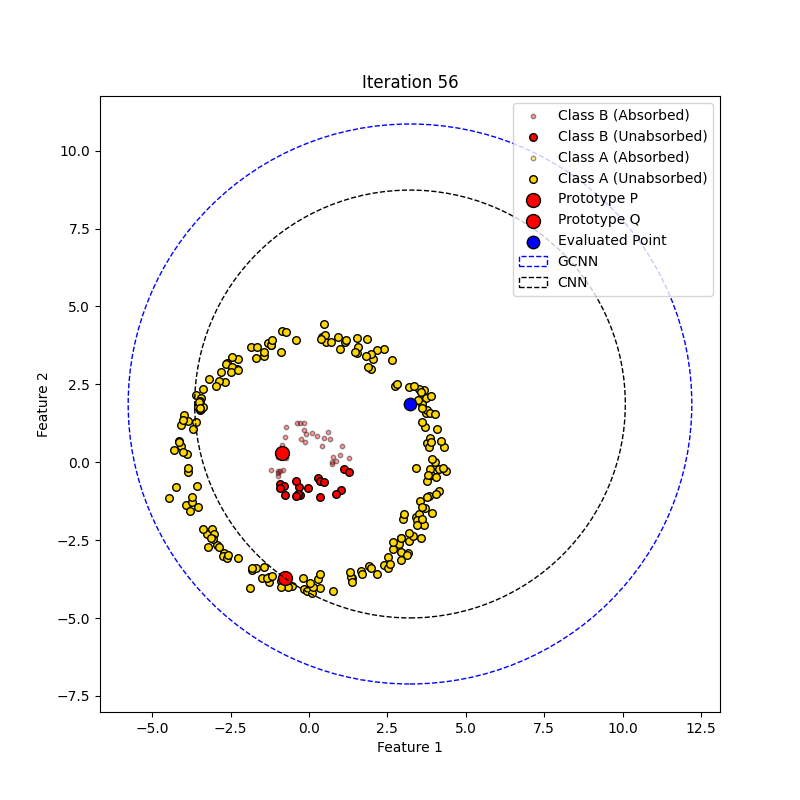 Iteration 56
Class B (Absorbed)
Class B (Unabsorbed)
Class A (Absorbed)
Class A (Unabsorbed)
Prototype P
Prototype Q
Evaluated Point
GCNN
CNN
10.0
7.5
5.0
2.5
0.0
−2.5
−5.0
−7.5
Feature 2
−5.0 −2.5 0.0 2.5 5.0 7.5 10.0 12.5
Feature 1